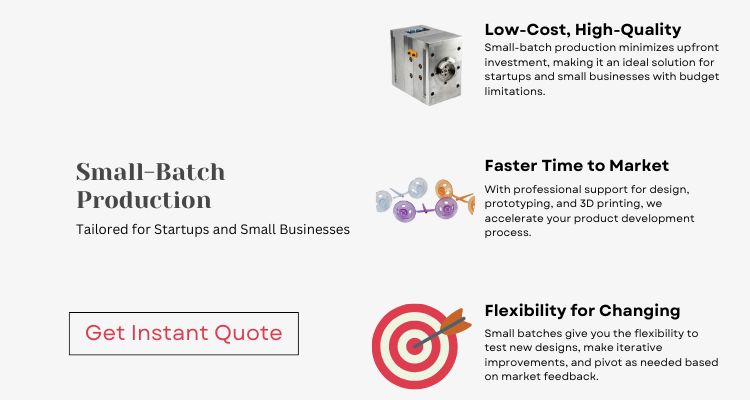 Small-Batch
Production
Tailored for Startups and Small Businesses
Get Instant Quote
Low-Cost, High-Quality
Small-batch production minimizes upfront
investment, making it an ideal solution for
startups and small businesses with budget
limitations.
Faster Time to Market
With professional support for design,
prototyping, and 3D printing, we
accelerate your product development
process.
Flexibility for Changing
Small batches give you the flexibility to
test new designs, make iterative
improvements, and pivot as needed based
on market feedback.